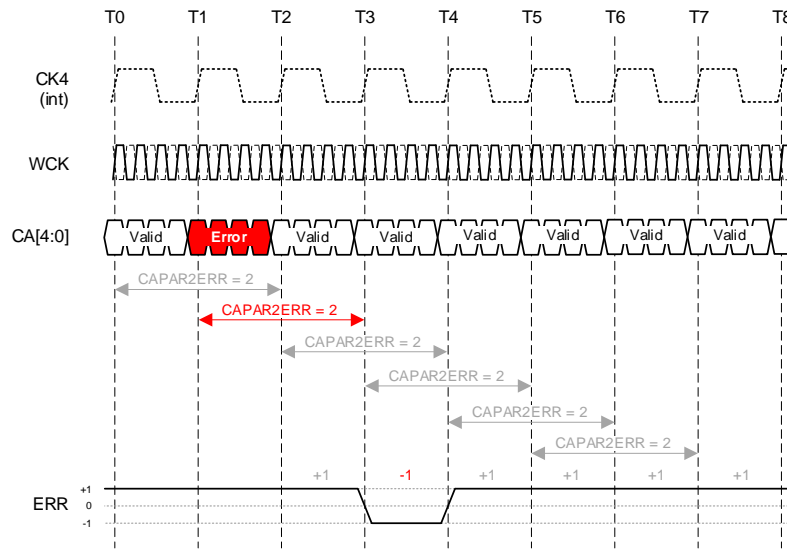 T0 T1 T2 T3 T4 T5 T6 T7 T8
CK4
(int)
WCK
CA[4:0] Valid Error Valid Valid Valid Valid Valid Valid
CAPAR2ERR = 2
CAPAR2ERR = 2
CAPAR2ERR = 2
CAPAR2ERR = 2
CAPAR2ERR = 2
CAPAR2ERR = 2
+1 -1 +1 +1 +1 +1
+1
ERR 0
-1